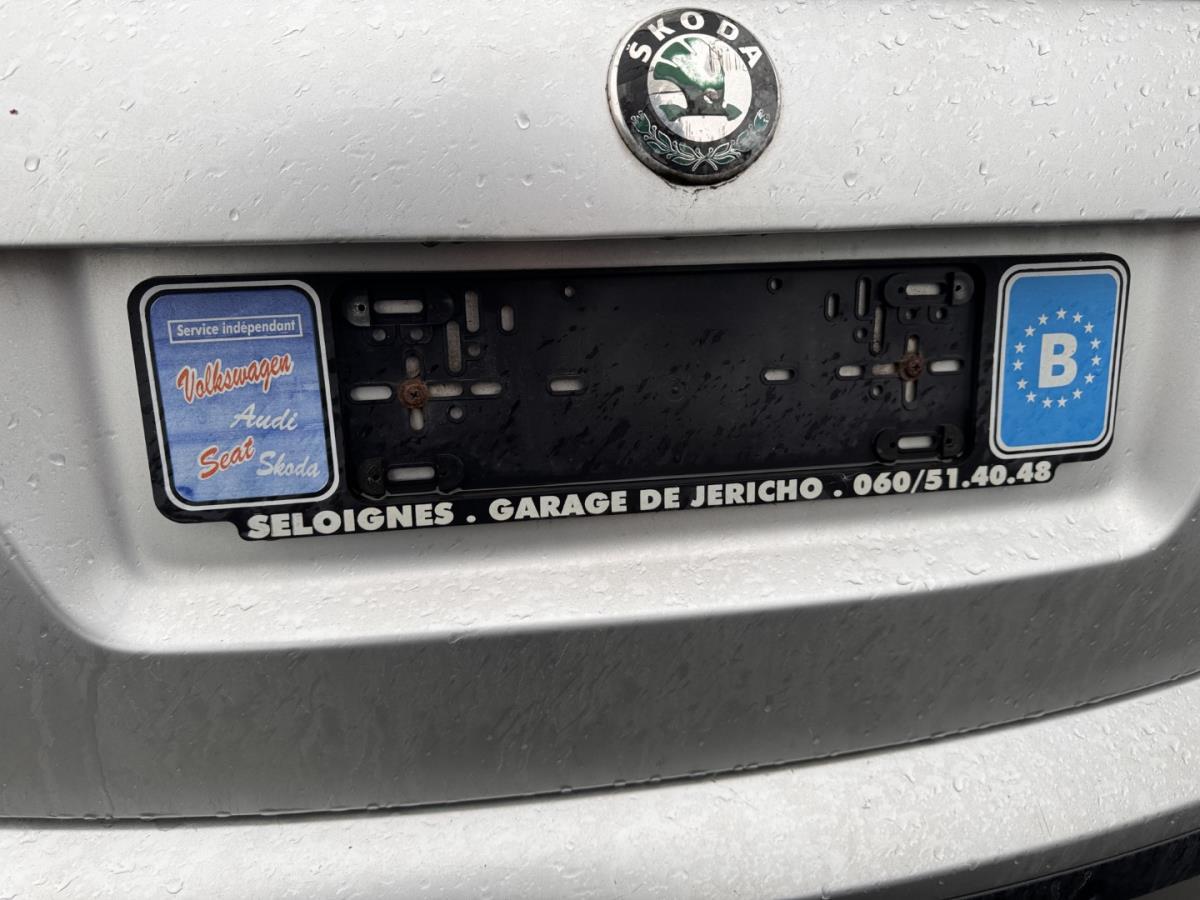 ŠKODA
Service indépendant
Volkswagen
Audi
Seat
Skoda
B
SELOIGNES . GARAGE DE JERICHO . 060/51.40.48